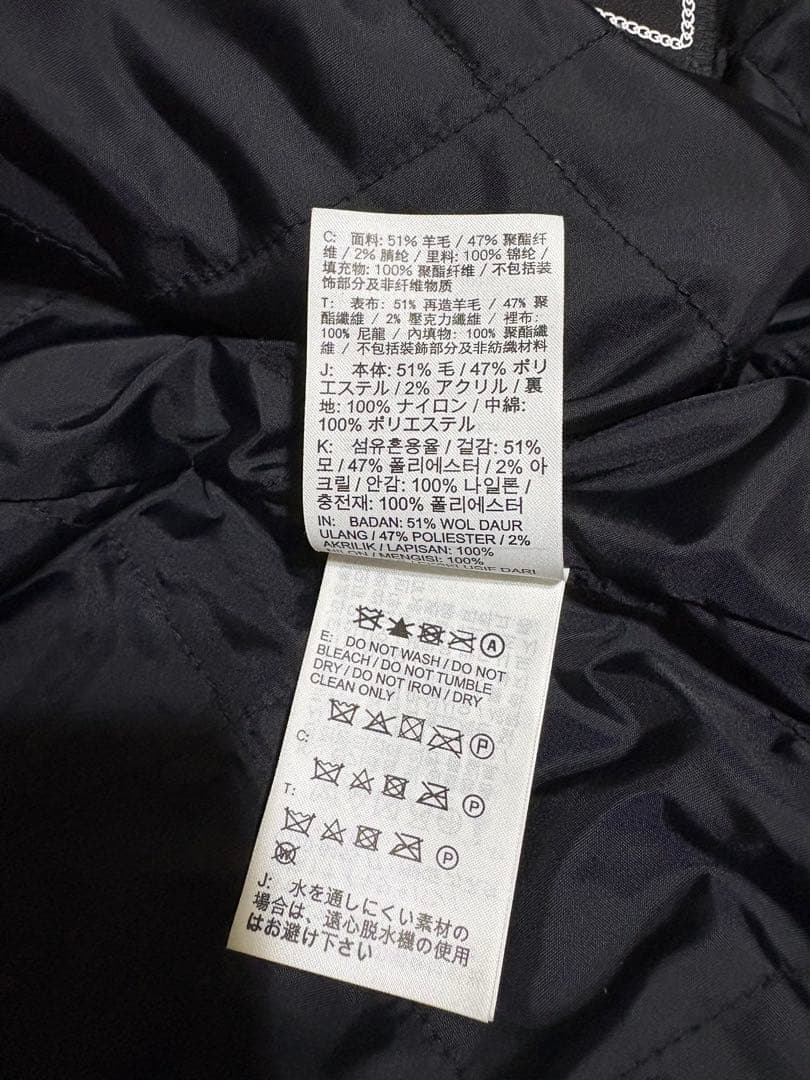 C: 面料: 51% 羊毛 / 47% 聚酯纤
维 / 2% 腈纶 / 里料: 100% 锦纶 /
填充物: 100% 聚酯纤维 / 不包括装
饰部分及非纤维物质
T: 表布: 51% 再造羊毛 / 47% 聚
酯纖維 / 2% 壓克力纖維 / 裡布:
100% 尼龍 / 內填物: 100% 聚酯纖
維 / 不包括裝飾部分及非紡織材料
J: 本体: 51% 毛 / 47% ポリ
エステル / 2% アクリル / 裏
地: 100% ナイロン / 中綿:
100% ポリエステル
K: 섬유혼용율 / 겉감: 51%
모 / 47% 폴리에스터 / 2% 아
크릴 / 안감: 100% 나일론 /
충전재: 100% 폴리에스터
IN: BADAN: 51% WOL DAUR
ULANG / 47% POLIESTER / 2%
AKRILIK / LAPISAN: 100%
NILON / MENGISI: 100%
DARI
A
E: DO NOT WASH / DO NOT
BLEACH / DO NOT TUMBLE
DRY / DO NOT IRON / DRY
CLEAN ONLY
P
C:
P
T:
P
W
J: 水を通しにくい素材の
場合は、遠心脱水機の使用
はお避け下さい